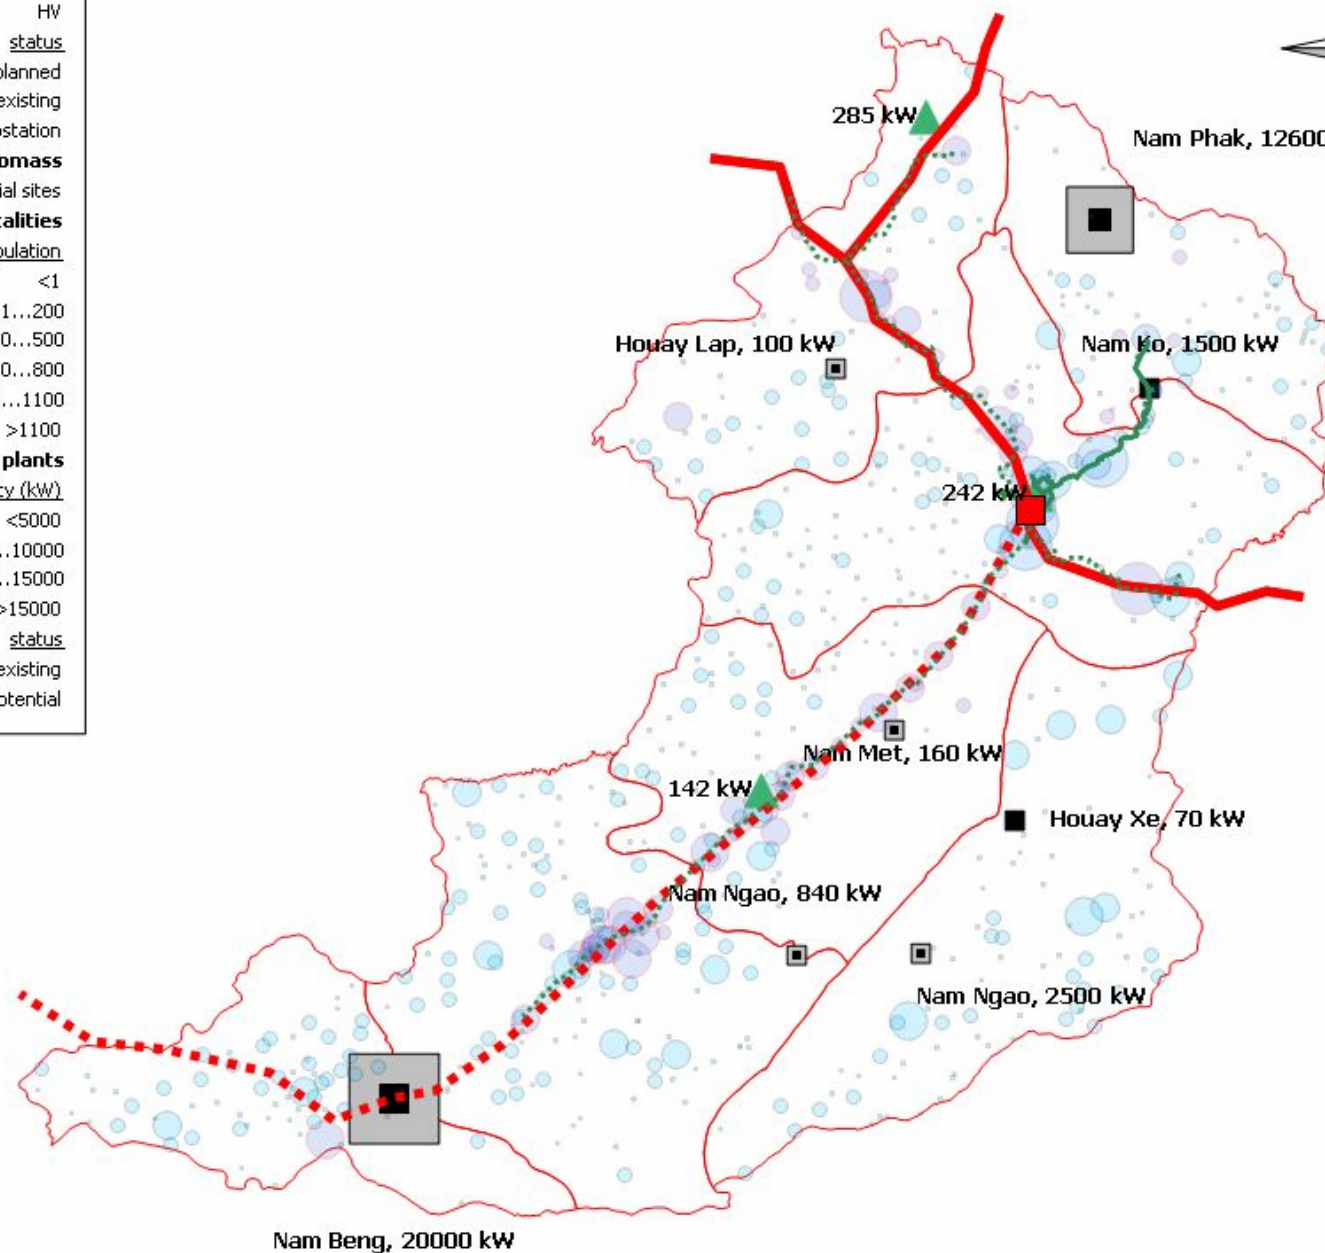 HV
status
planned
existing
station
omass
ial sites
alities
pulation
<1
1...200
0...500
0...800
...1100
>1100
plants
ty (kW)
<5000
..10000
..15000
>15000
status
existing
otential
285 kW
Nam Phak, 12600
Houay Lap, 100 kW
Nam Ko, 1500 kW
242 kW
Nam Met, 160 kW
142 kW
Houay Xe, 70 kW
Nam Ngao, 840 kW
Nam Ngao, 2500 kW
Nam Beng, 20000 kW